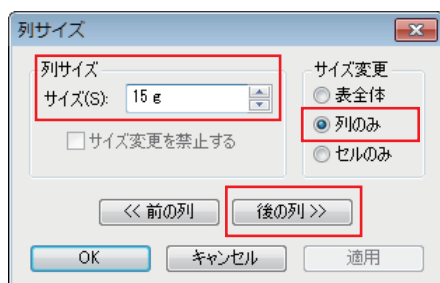 列サイズ
列サイズ
サイズ(S): 15 g
サイズ変更を禁止する
サイズ変更
表全体
列のみ
セルのみ
<< 前の列
後の列 >>
OK
キャンセル
適用